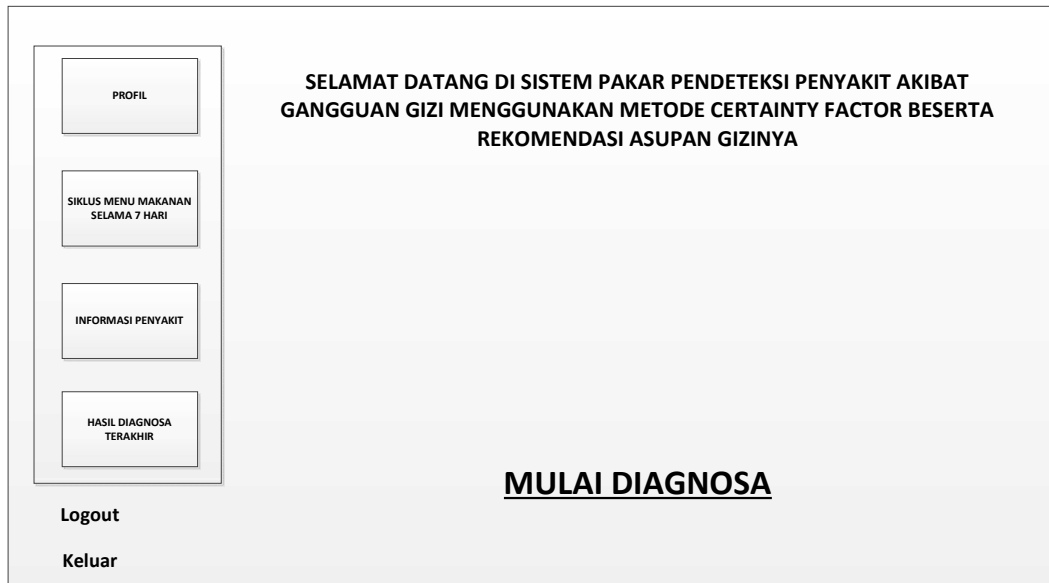 PROFIL
SIKLUS MENU MAKANAN
SELAMA 7 HARI
INFORMASI PENYAKIT
HASIL DIAGNOSA
TERAKHIR
Logout
Keluar
SELAMAT DATANG DI SISTEM PAKAR PENDETEKSI PENYAKIT AKIBAT
GANGGUAN GIZI MENGGUNAKAN METODE CERTAINTY FACTOR BESERTA
REKOMENDASI ASUPAN GIZINYA
MULAI DIAGNOSA